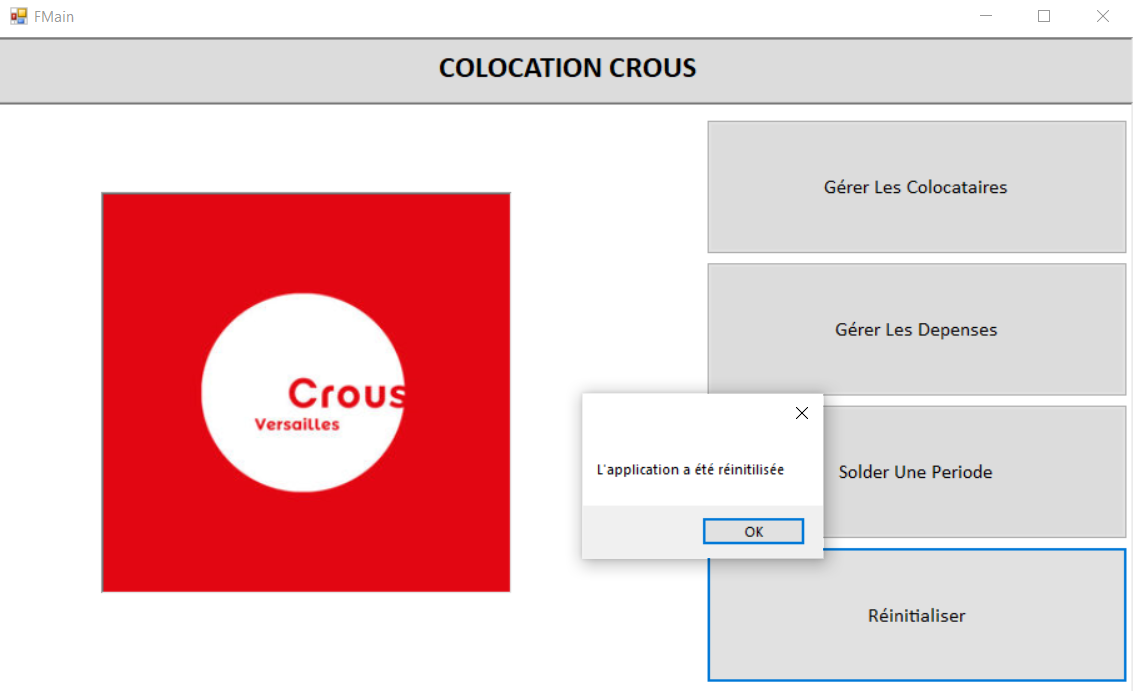 FMain
COLOCATION CROUS
Gérer Les Colocataires
Gérer Les Depenses
Crous
Versailles
L'application a été réinitilisée
OK
Solder Une Periode
Réinitialiser